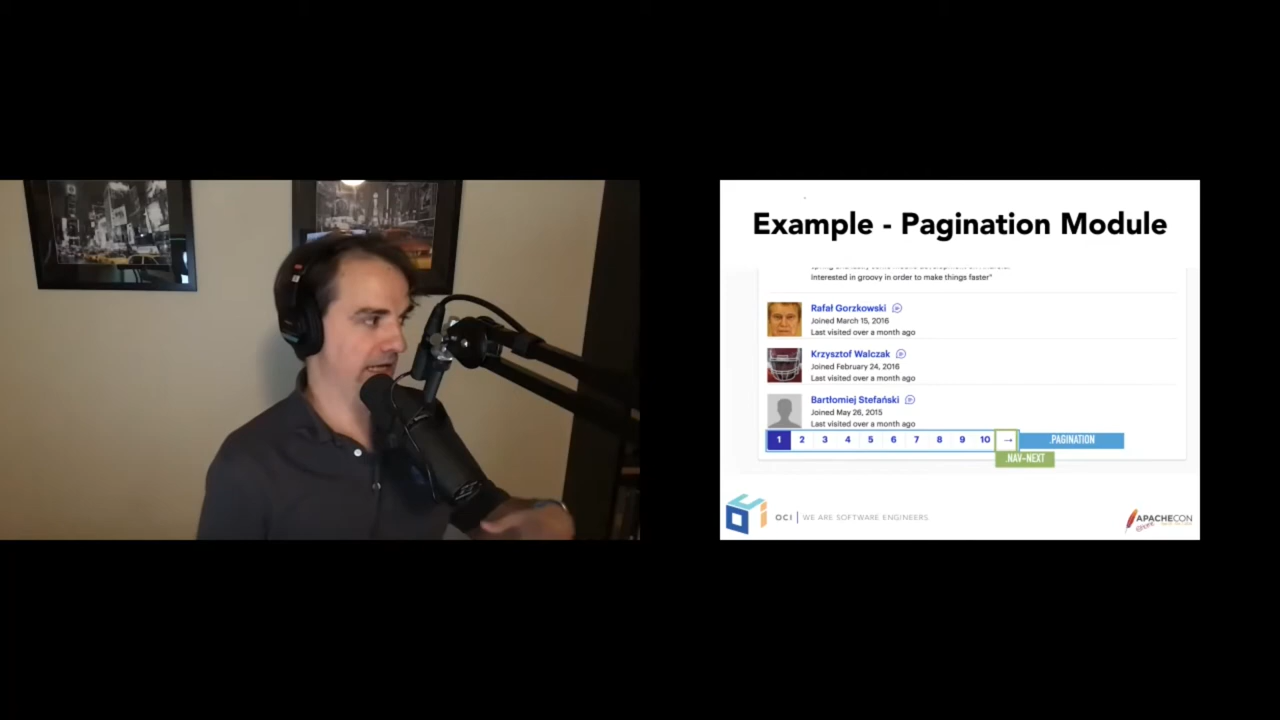 Example - Pagination Module
Interested in groovy in order to make things faster"
Rafał Gorzkowski
Joined March 15, 2016
Last visited over a month ago
Krzysztof Walczak
Joined February 24, 2016
Last visited over a month ago
Bartłomiej Stefański
Joined May 26, 2015
Last visited over a month ago
1 2 3 4 5 6 7 8 9 10 → .PAGINATION
.NAV-NEXT
OCI | WE ARE SOFTWARE ENGINEERS
APACHECON